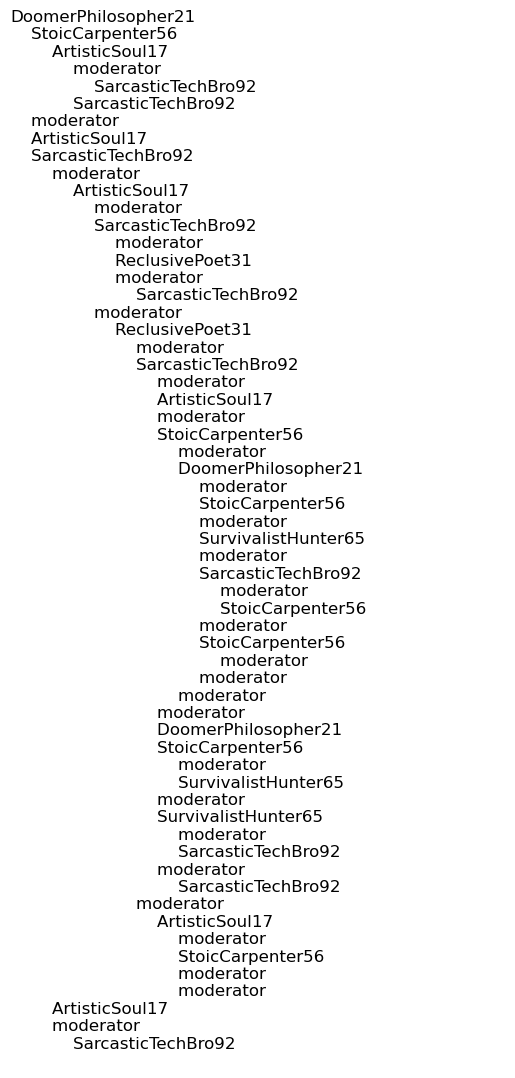 DoomerPhilosopher21
StoicCarpenter56
ArtisticSoul17
moderator
SarcasticTechBro92
SarcasticTechBro92
moderator
ArtisticSoul17
SarcasticTechBro92
moderator
ArtisticSoul17
moderator
SarcasticTechBro92
moderator
ReclusivePoet31
moderator
SarcasticTechBro92
moderator
ReclusivePoet31
moderator
SarcasticTechBro92
moderator
ArtisticSoul17
moderator
StoicCarpenter56
moderator
DoomerPhilosopher21
moderator
StoicCarpenter56
moderator
SurvivalistHunter65
moderator
SarcasticTechBro92
moderator
StoicCarpenter56
moderator
StoicCarpenter56
moderator
moderator
moderator
moderator
DoomerPhilosopher21
StoicCarpenter56
moderator
SurvivalistHunter65
moderator
SurvivalistHunter65
moderator
SarcasticTechBro92
moderator
SarcasticTechBro92
moderator
ArtisticSoul17
moderator
StoicCarpenter56
moderator
moderator
ArtisticSoul17
moderator
SarcasticTechBro92